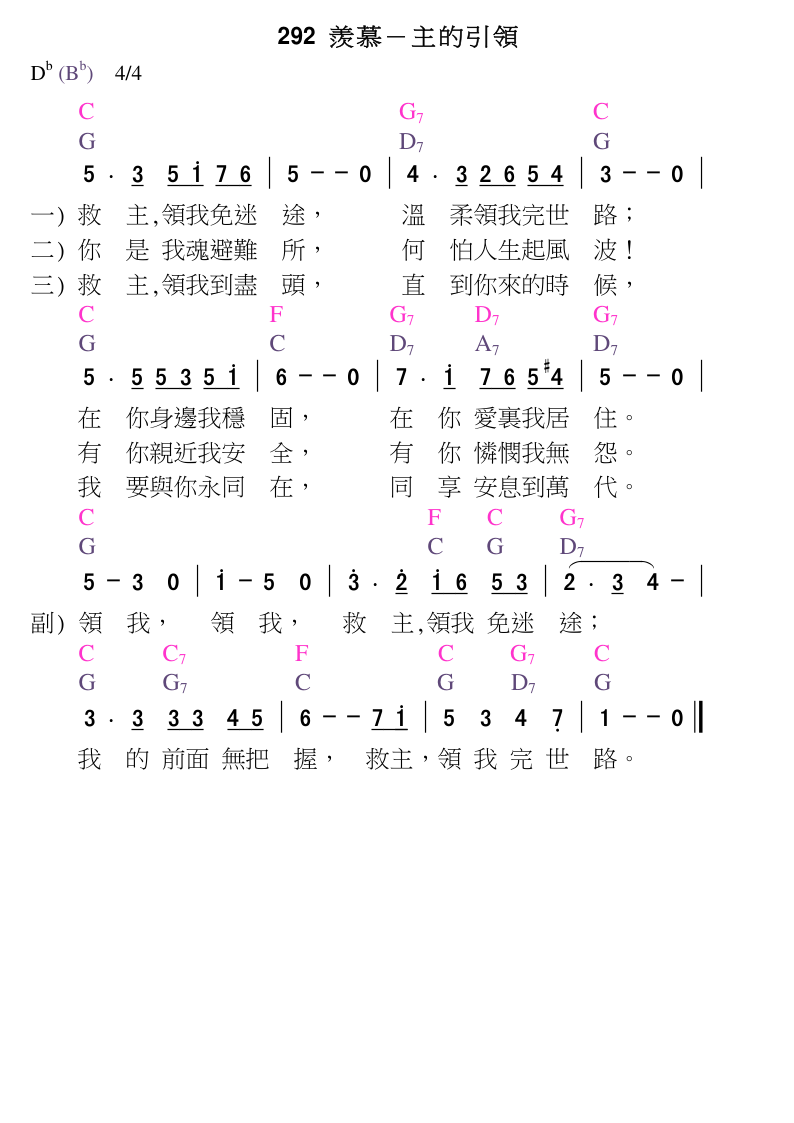 292 羨慕－主的引領
Db (Bb) 4/4
C G7 C
G D7 G
5 · 3 5 1̇ 7 6 | 5 － － 0 | 4 · 3 2 6 5 4 | 3 － － 0 |
一) 救 主,領我免迷 途， 溫 柔領我完世 路；
二) 你 是 我魂避難 所， 何 怕人生起風 波！
三) 救 主,領我到盡 頭， 直 到你來的時 候，
C F G7 D7 G7
G C D7 A7 D7
5 · 5 5 3 5 1̇ | 6 － － 0 | 7 · 1̇ 7 6 5 #4 | 5 － － 0 |
在 你身邊我穩 固， 在 你 愛裏我居 住。
有 你親近我安 全， 有 你 憐憫我無 怨。
我 要與你永同 在， 同 享 安息到萬 代。
C F C G7
G C G D7
5 － 3 0 | 1̇ － 5 0 | 3̇ · 2̇ 1̇ 6 5 3 | 2 · 3 4 － |
副) 領 我， 領 我， 救 主,領我 免迷 途；
C C7 F C G7 C
G G7 C G D7 G
3 · 3 3 3 4 5 | 6 － － 7 1̇ | 5 3 4 7̣ | 1 － － 0 ‖
我 的 前面 無把 握， 救主，領 我 完 世 路。